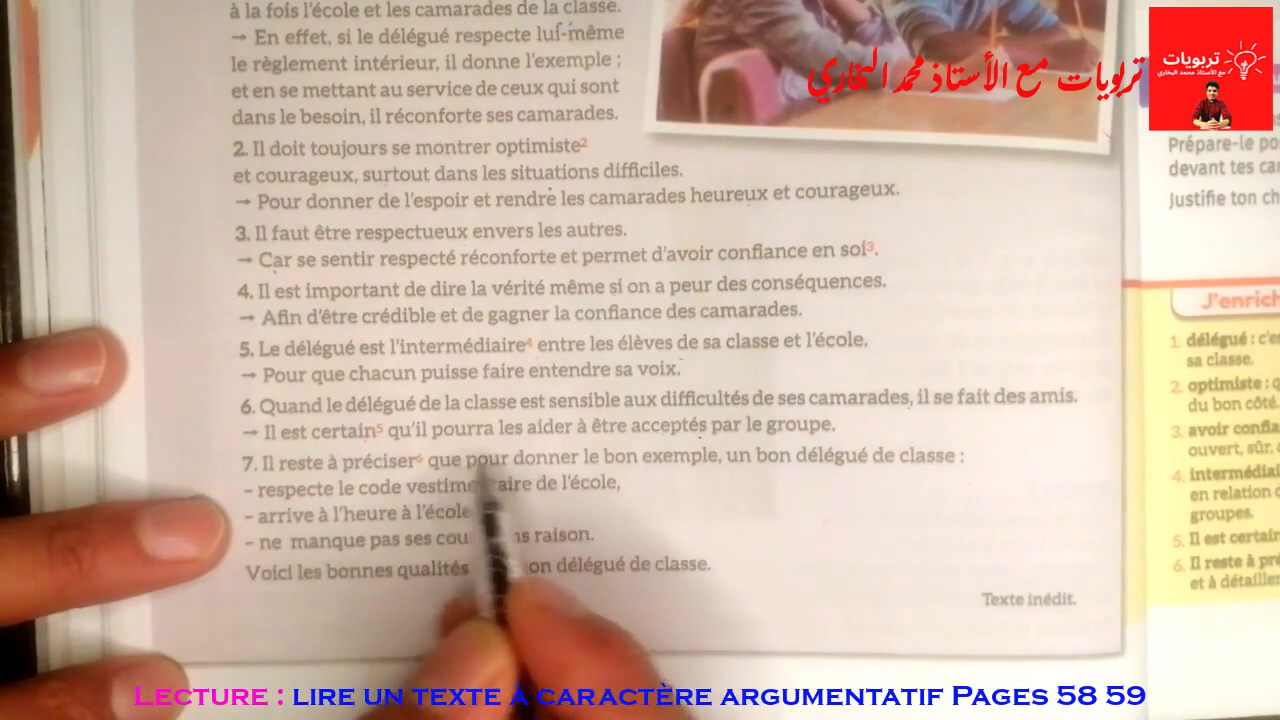 à la fois l'école et les camarades de la classe.
→ En effet, si le délégué respecte lui-même
le règlement intérieur, il donne l'exemple ;
et en se mettant au service de ceux qui sont
dans le besoin, il réconforte ses camarades.
2. Il doit toujours se montrer optimiste²
et courageux, surtout dans les situations difficiles.
→ Pour donner de l'espoir et rendre les camarades heureux et courageux.
3. Il faut être respectueux envers les autres.
→ Car se sentir respecté réconforte et permet d'avoir confiance en soi³.
4. Il est important de dire la vérité même si on a peur des conséquences.
→ Afin d'être crédible et de gagner la confiance des camarades.
5. Le délégué est l'intermédiaire⁴ entre les élèves de sa classe et l'école.
→ Pour que chacun puisse faire entendre sa voix.
6. Quand le délégué de la classe est sensible aux difficultés de ses camarades, il se fait des amis.
→ Il est certain⁵ qu'il pourra les aider à être acceptés par le groupe.
7. Il reste à préciser⁶ que pour donner le bon exemple, un bon délégué de classe :
– respecte le code de l'école,
– arrive à l'heure à l'école
– ne manque pas ses raison.
Voici les bonnes qualités délégué de classe.
Texte inédit.
تربويات مع الأستاذ محمد البخاري
تربويات
مع الأستاذ محمد البخاري
Prépare-le
devant tes
Justifie ton
J'enrich
1. délégué : c'es
sa classe.
2. optimiste : q
du bon côté.
3. avoir confia
ouvert, sûr,
4. intermédiai
en relation
groupes.
5. Il est certain
6. Il reste à pré
et à détailler
Lecture : lire un texte à caractère argumentatif Pages 58 59